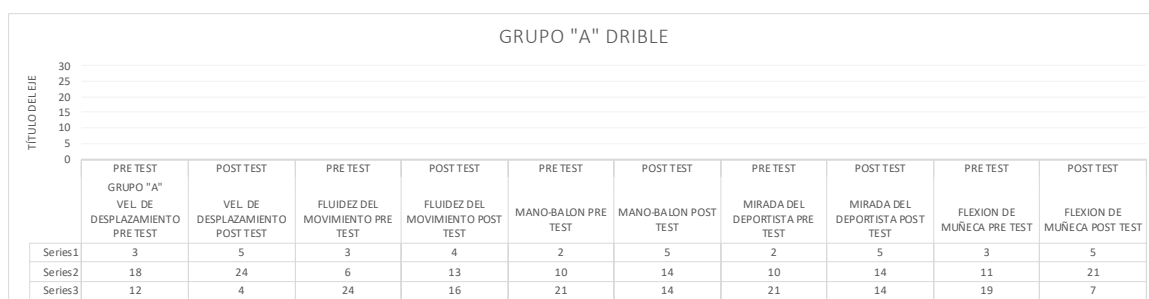 GRUPO "A" DRIBLE
TÍTULO DEL EJE
30
25
20
15
10
5
0
PRE TEST POST TEST PRE TEST POST TEST PRE TEST POST TEST PRE TEST POST TEST PRE TEST POST TEST
GRUPO "A"
VEL. DE DESPLAZAMIENTO PRE TEST
VEL. DE DESPLAZAMIENTO POST TEST
FLUIDEZ DEL MOVIMIENTO PRE TEST
FLUIDEZ DEL MOVIMIENTO POST TEST
MANO-BALON PRE TEST
MANO-BALON POST TEST
MIRADA DEL DEPORTISTA PRE TEST
MIRADA DEL DEPORTISTA POST TEST
FLEXION DE MUÑECA PRE TEST
FLEXION DE MUÑECA POST TEST
Series1 3 5 3 4 2 5 2 5 3 5
Series2 18 24 6 13 10 14 10 14 11 21
Series3 12 4 24 16 21 14 21 14 19 7